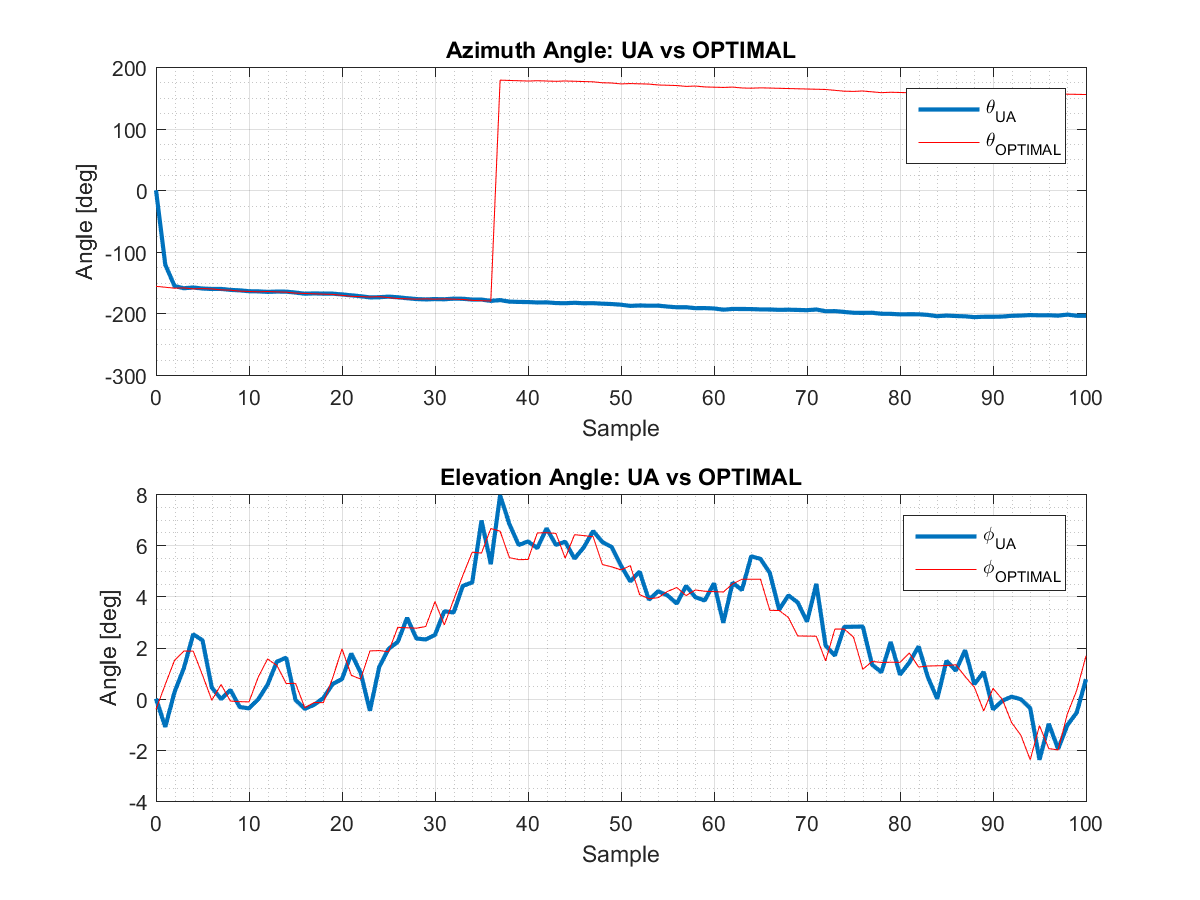 Azimuth Angle: UA vs OPTIMAL
200
100
0
-100
-200
-300
Angle [deg]
θUA
θOPTIMAL
0 10 20 30 40 50 60 70 80 90 100
Sample
Elevation Angle: UA vs OPTIMAL
8
6
4
2
0
-2
-4
Angle [deg]
ϕUA
ϕOPTIMAL
0 10 20 30 40 50 60 70 80 90 100
Sample